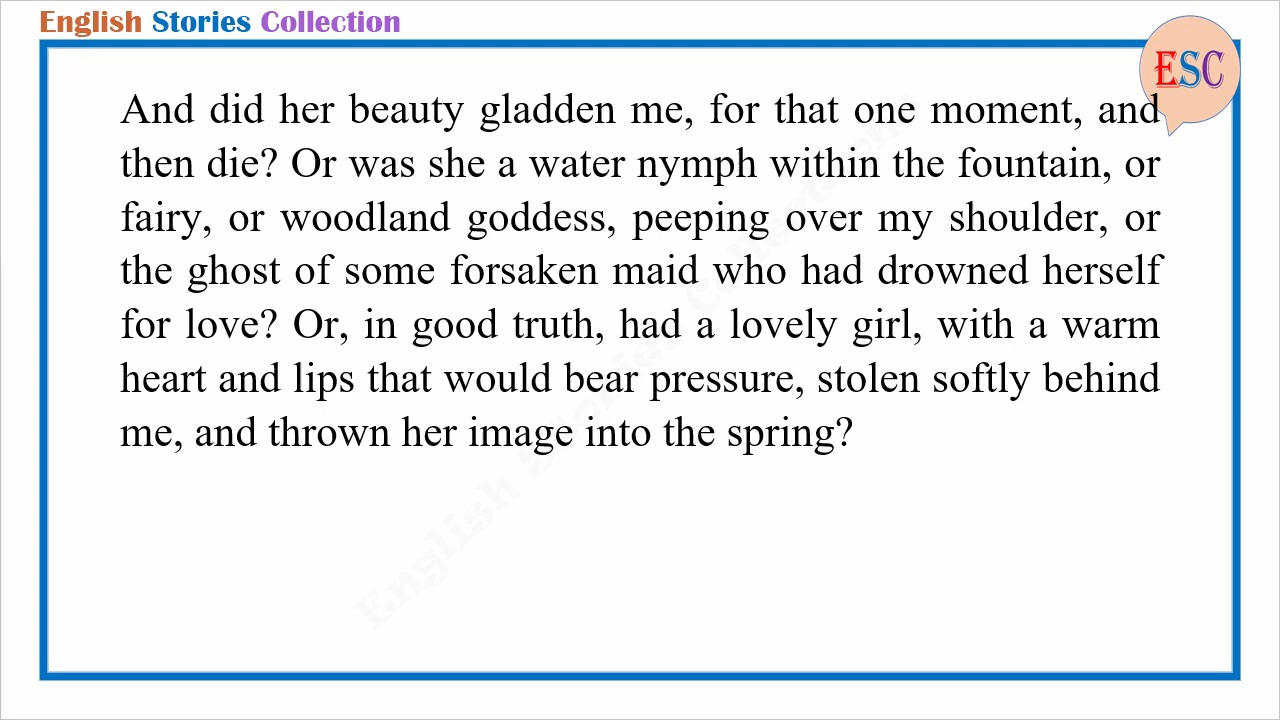 English Stories Collection
ESC
And did her beauty gladden me, for that one moment, and
then die? Or was she a water nymph within the fountain, or
fairy, or woodland goddess, peeping over my shoulder, or
the ghost of some forsaken maid who had drowned herself
for love? Or, in good truth, had a lovely girl, with a warm
heart and lips that would bear pressure, stolen softly behind
me, and thrown her image into the spring?
English Stories Collections